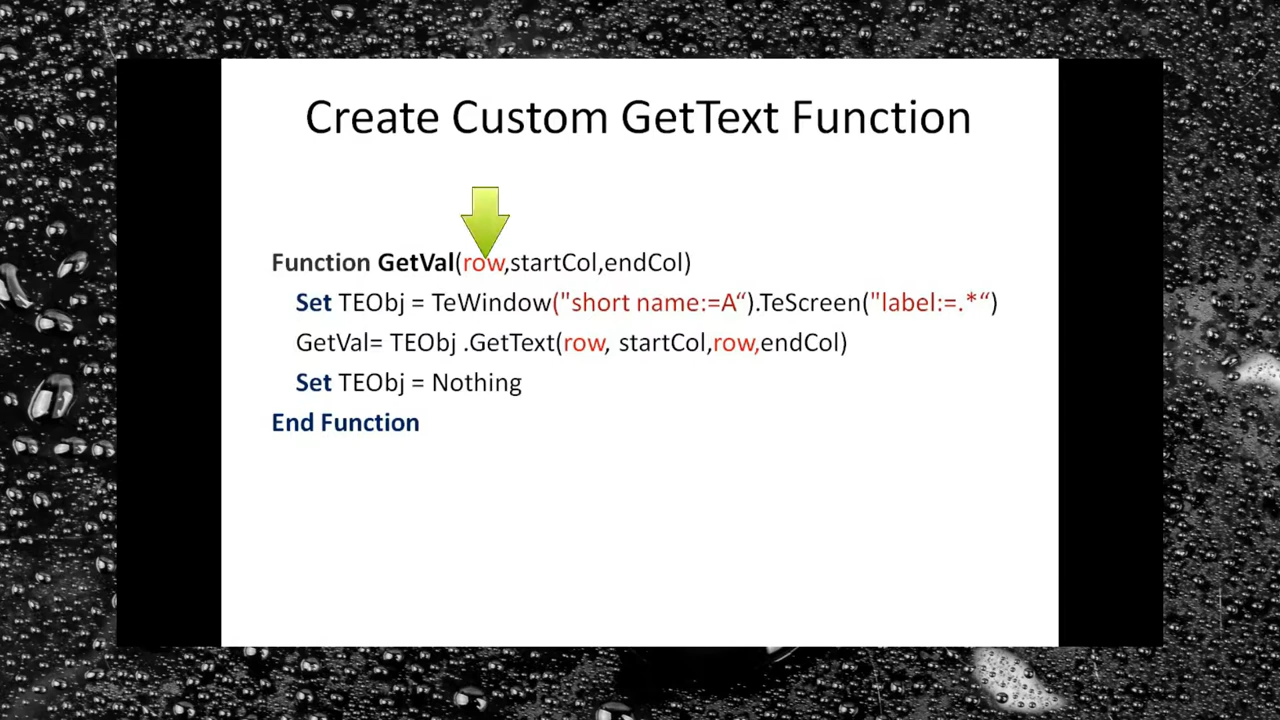 Create Custom GetText Function
Function GetVal(row,startCol,endCol)
Set TEObj = TeWindow("short name:=A“).TeScreen("label:=.*“)
GetVal= TEObj .GetText(row, startCol,row,endCol)
Set TEObj = Nothing
End Function